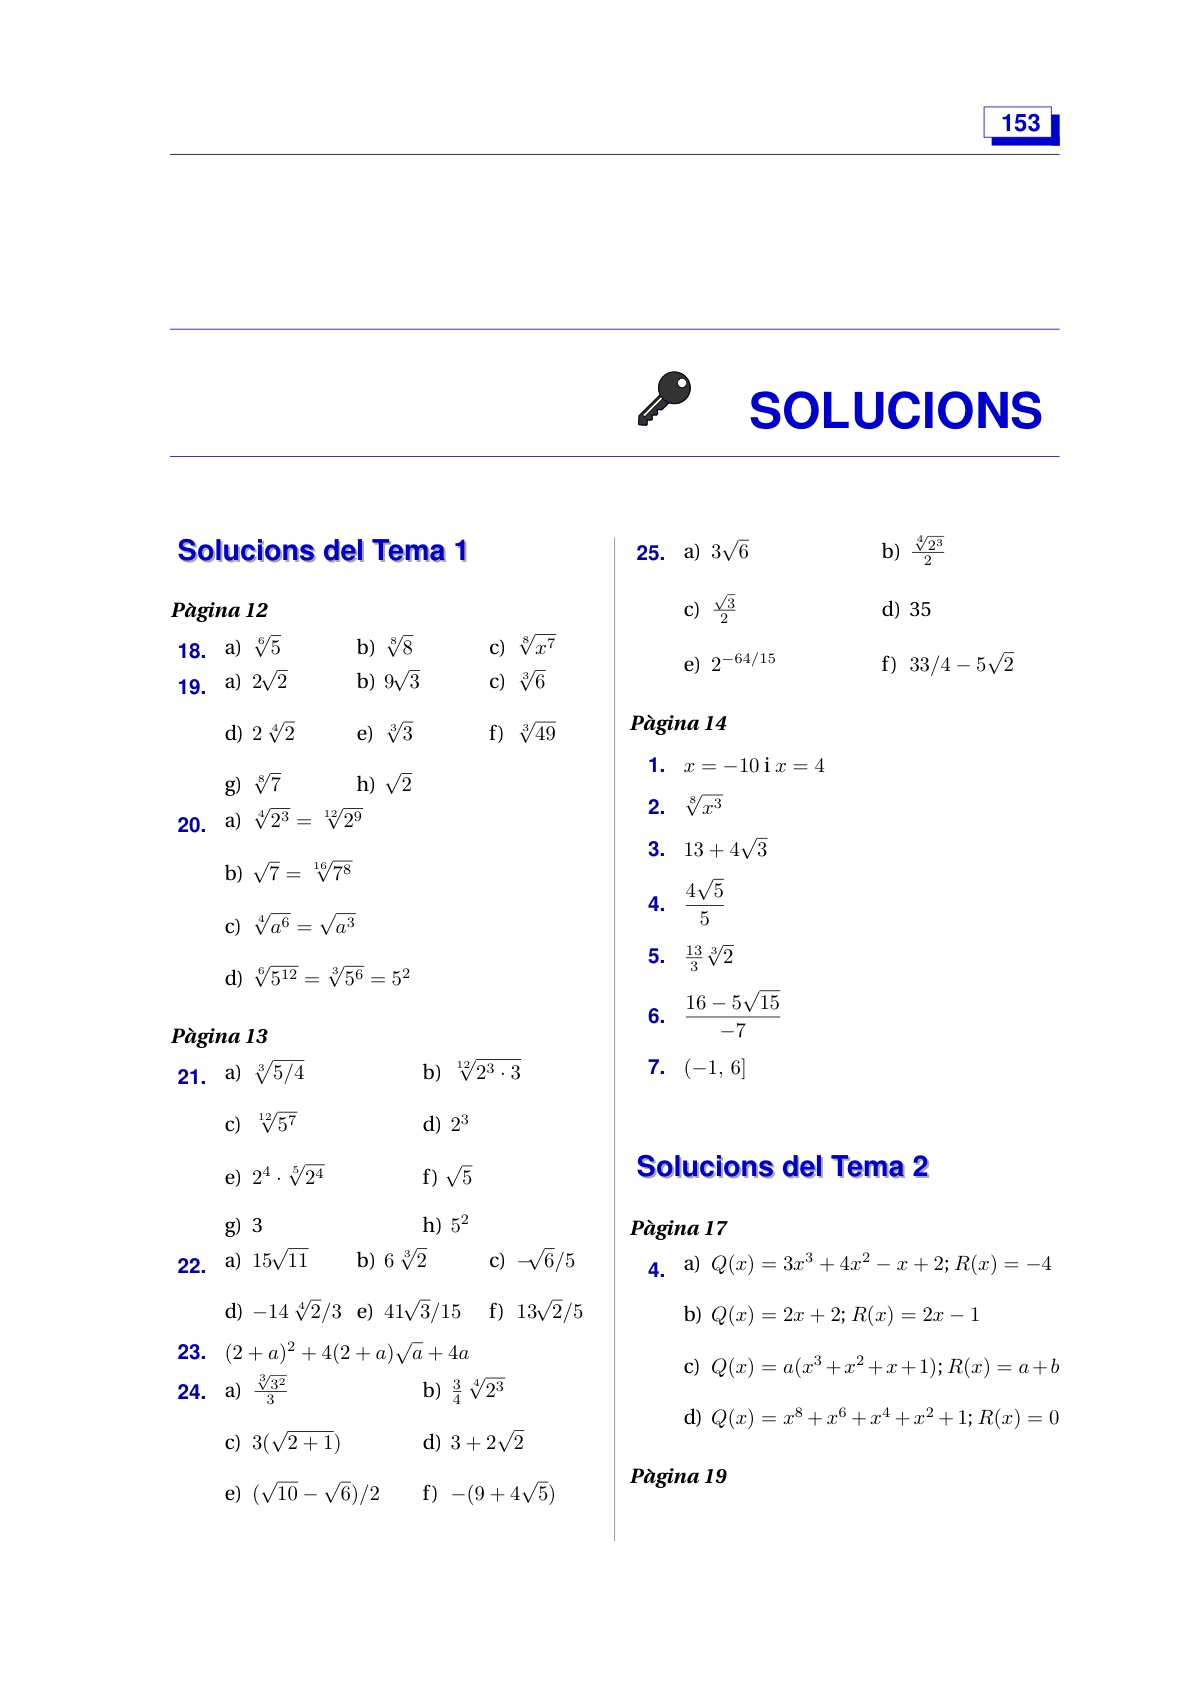 153
SOLUCIONS
Solucions del Tema 1
Pàgina 12
18. a) \sqrt[6]{5} b) \sqrt[8]{8} c) \sqrt[8]{x^7}
19. a) 2\sqrt{2} b) 9\sqrt{3} c) \sqrt[3]{6}
d) 2\sqrt[4]{2} e) \sqrt[3]{3} f) \sqrt[3]{49}
g) \sqrt[8]{7} h) \sqrt{2}
20. a) \sqrt[4]{2^3} = \sqrt[12]{2^9}
b) \sqrt{7} = \sqrt[16]{7^8}
c) \sqrt[4]{a^6} = \sqrt{a^3}
d) \sqrt[6]{5^{12}} = \sqrt[3]{5^6} = 5^2
Pàgina 13
21. a) \sqrt[3]{5/4} b) \sqrt[12]{2^3 · 3}
c) \sqrt[12]{5^7} d) 2^3
e) 2^4 · \sqrt[5]{2^4} f) \sqrt{5}
g) 3 h) 5^2
22. a) 15\sqrt{11} b) 6\sqrt[3]{2} c) −\sqrt{6}/5
d) −14\sqrt[4]{2}/3 e) 41\sqrt{3}/15 f) 13\sqrt{2}/5
23. (2 + a)^2 + 4(2 + a)\sqrt{a} + 4a
24. a) \frac{\sqrt[3]{3^2}}{3} b) \frac{3}{4}\sqrt[4]{2^3}
c) 3(\sqrt{2 + 1}) d) 3 + 2\sqrt{2}
e) (\sqrt{10} − \sqrt{6})/2 f) −(9 + 4\sqrt{5})
25. a) 3\sqrt{6} b) \frac{\sqrt[4]{2^3}}{2}
c) \frac{\sqrt{3}}{2} d) 35
e) 2^{−64/15} f) 33/4 − 5\sqrt{2}
Pàgina 14
1. x = −10 i x = 4
2. \sqrt[8]{x^3}
3. 13 + 4\sqrt{3}
4. \frac{4\sqrt{5}}{5}
5. \frac{13}{3}\sqrt[3]{2}
6. \frac{16 − 5\sqrt{15}}{−7}
7. (−1, 6]
Solucions del Tema 2
Pàgina 17
4. a) Q(x) = 3x^3 + 4x^2 − x + 2; R(x) = −4
b) Q(x) = 2x + 2; R(x) = 2x − 1
c) Q(x) = a(x^3 + x^2 + x + 1); R(x) = a + b
d) Q(x) = x^8 + x^6 + x^4 + x^2 + 1; R(x) = 0
Pàgina 19